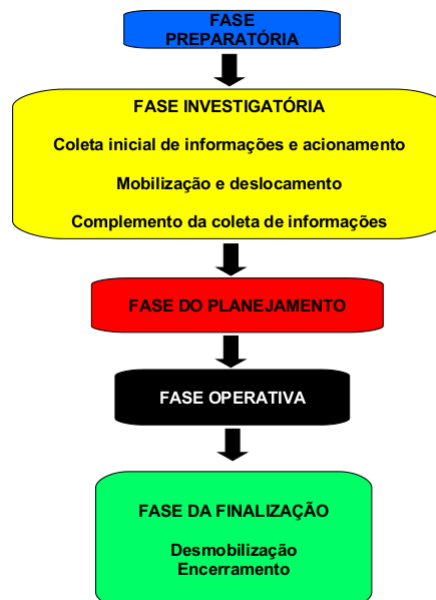 FASE
PREPARATÓRIA
FASE INVESTIGATÓRIA
Coleta inicial de informações e acionamento
Mobilização e deslocamento
Complemento da coleta de informações
FASE DO PLANEJAMENTO
FASE OPERATIVA
FASE DA FINALIZAÇÃO
Desmobilização
Encerramento